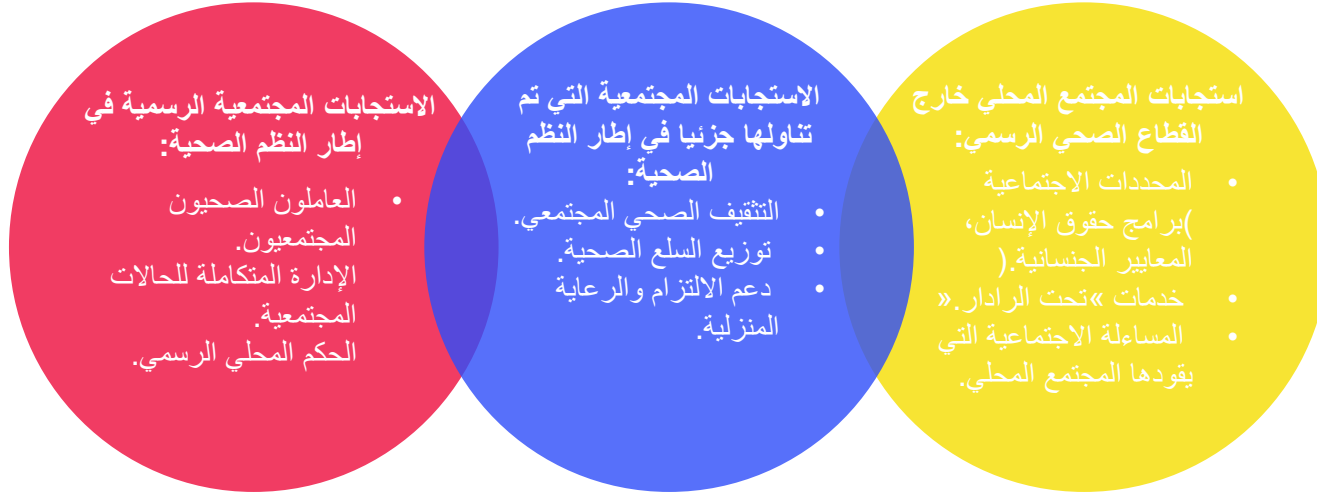 استجابات المجتمع المحلي خارج
القطاع الصحي الرسمي:
• المحددات الاجتماعية
)برامج حقوق الإنسان،
المعايير الجنسانية.(
• خدمات »تحت الرادار.«
• المساءلة الاجتماعية التي
يقودها المجتمع المحلي.
الاستجابات المجتمعية التي تم
تناولها جزئيا في إطار النظم
الصحية:
• التثقيف الصحي المجتمعي.
• توزيع السلع الصحية.
• دعم الالتزام والرعاية
المنزلية.
الاستجابات المجتمعية الرسمية في
إطار النظم الصحية:
• العاملون الصحيون
المجتمعيون.
الإدارة المتكاملة للحالات
المجتمعية.
الحكم المحلي الرسمي.